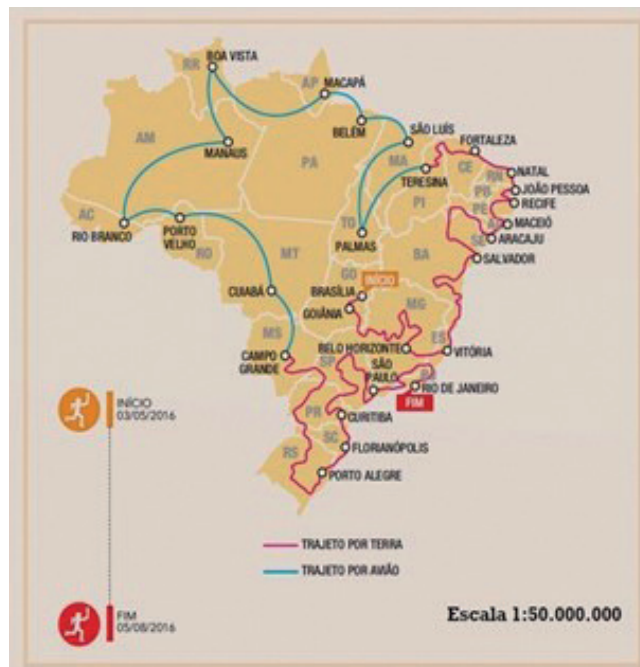 BOA VISTA
RR
AP
MACAPÁ
BELÉM
SÃO LUÍS
FORTALEZA
AM
MANAUS
PA
MA
TERESINA
CE
RN
NATAL
PB
JOÃO PESSOA
PE
RECIFE
AC
RIO BRANCO
PORTO
VELHO
RO
TO
PALMAS
PI
AL
MACEIÓ
SE
ARACAJU
MT
BA
SALVADOR
GO
INÍCIO
CUIABÁ
BRASÍLIA
GOIÂNIA
MG
MS
ES
BELO HORIZONTE
VITÓRIA
CAMPO
GRANDE
SP
SÃO
PAULO
RJ
RIO DE JANEIRO
FIM
PR
CURITIBA
SC
FLORIANÓPOLIS
RS
PORTO ALEGRE
INÍCIO
03/05/2016
TRAJETO POR TERRA
TRAJETO POR AVIÃO
FIM
05/08/2016
Escala 1:50.000.000